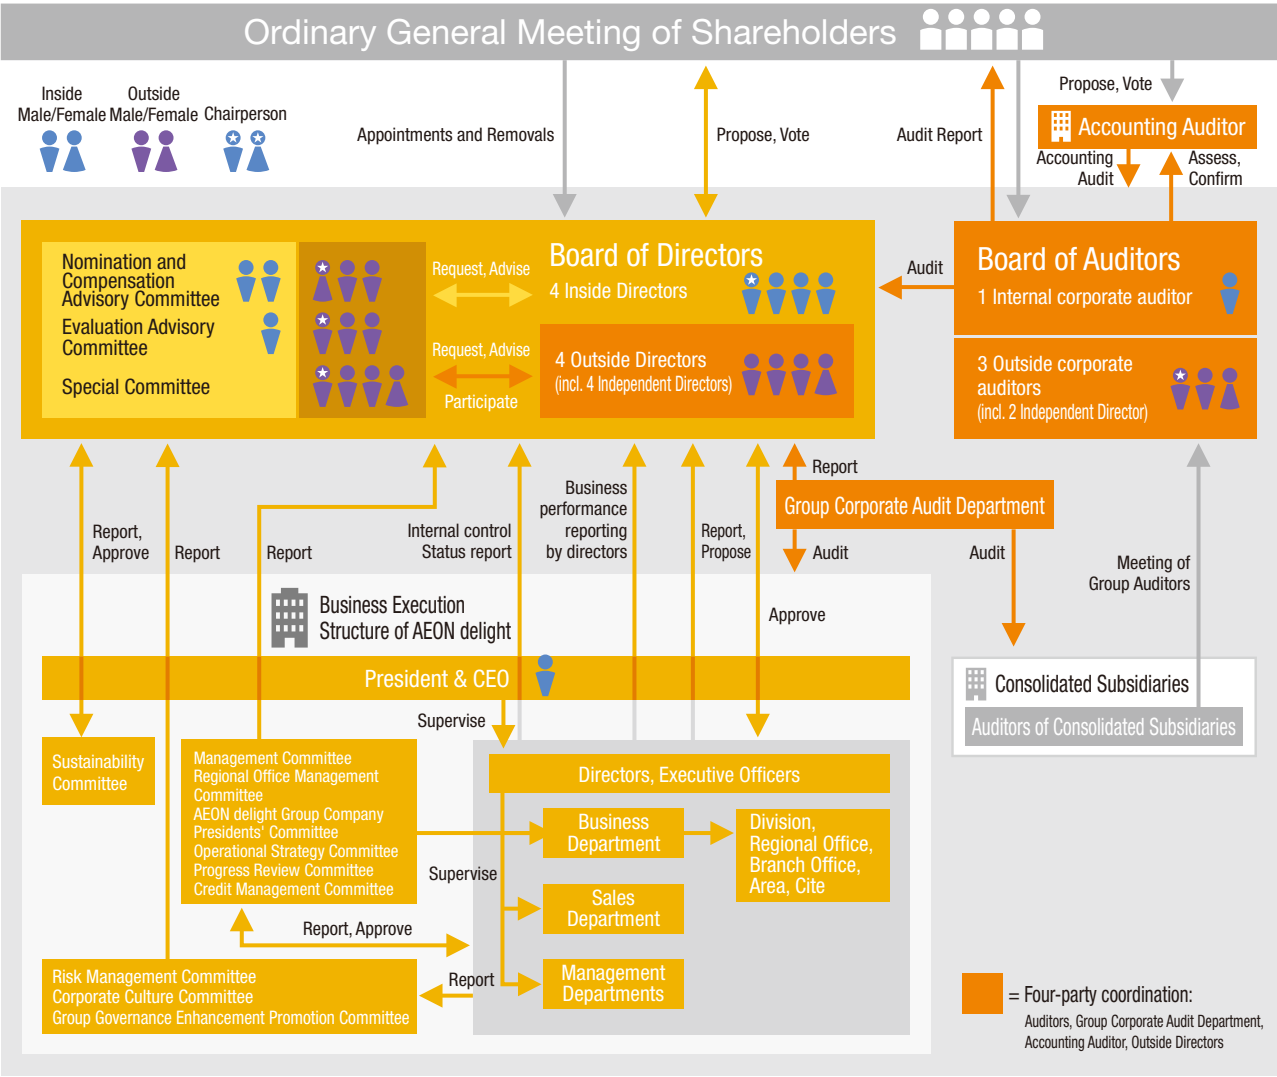 Ordinary General Meeting of Shareholders
Inside
Male/Female
Outside
Male/Female
Chairperson
Appointments and Removals
Propose, Vote
Audit Report
Propose, Vote
Accounting Auditor
Accounting
Audit
Assess,
Confirm
Nomination and
Compensation
Advisory Committee
Evaluation Advisory
Committee
Special Committee
Request, Advise
Request, Advise
Participate
Board of Directors
4 Inside Directors
4 Outside Directors
(incl. 4 Independent Directors)
Audit
Board of Auditors
1 Internal corporate auditor
3 Outside corporate
auditors
(incl. 2 Independent Director)
Report,
Approve
Report
Report
Internal control
Status report
Business
performance
reporting
by directors
Report,
Propose
Approve
Report
Group Corporate Audit Department
Audit
Audit
Meeting of
Group Auditors
Business Execution
Structure of AEON delight
President & CEO
Supervise
Consolidated Subsidiaries
Auditors of Consolidated Subsidiaries
Sustainability
Committee
Management Committee
Regional Office Management
Committee
AEON delight Group Company
Presidents' Committee
Operational Strategy Committee
Progress Review Committee
Credit Management Committee
Directors, Executive Officers
Business
Department
Division,
Regional Office,
Branch Office,
Area, Cite
Supervise
Sales
Department
Report, Approve
Management
Departments
Report
Risk Management Committee
Corporate Culture Committee
Group Governance Enhancement Promotion Committee
= Four-party coordination:
Auditors, Group Corporate Audit Department,
Accounting Auditor, Outside Directors